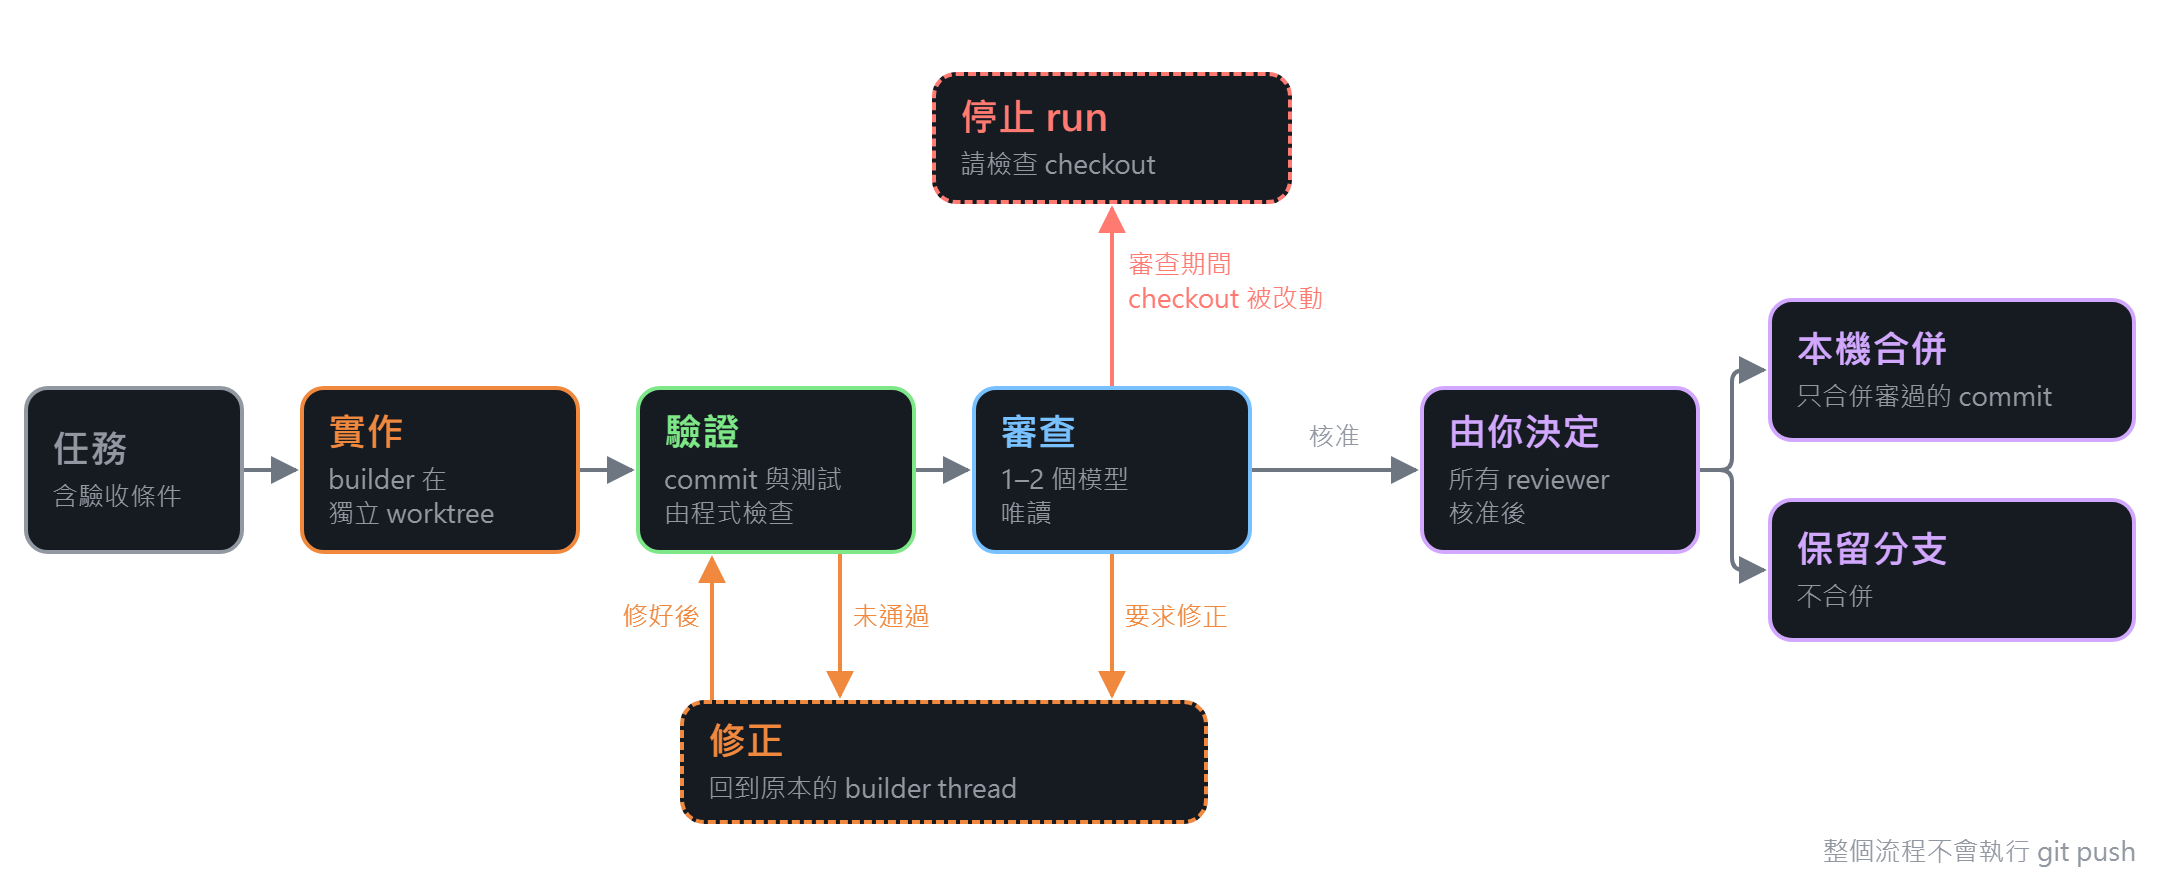 停止 run
請檢查 checkout
審查期間
checkout 被改動
任務
含驗收條件
實作
builder 在
獨立 worktree
驗證
commit 與測試
由程式檢查
審查
1–2 個模型
唯讀
核准
由你決定
所有 reviewer
核准後
本機合併
只合併審過的 commit
保留分支
不合併
修好後
未通過
要求修正
修正
回到原本的 builder thread
整個流程不會執行 git push